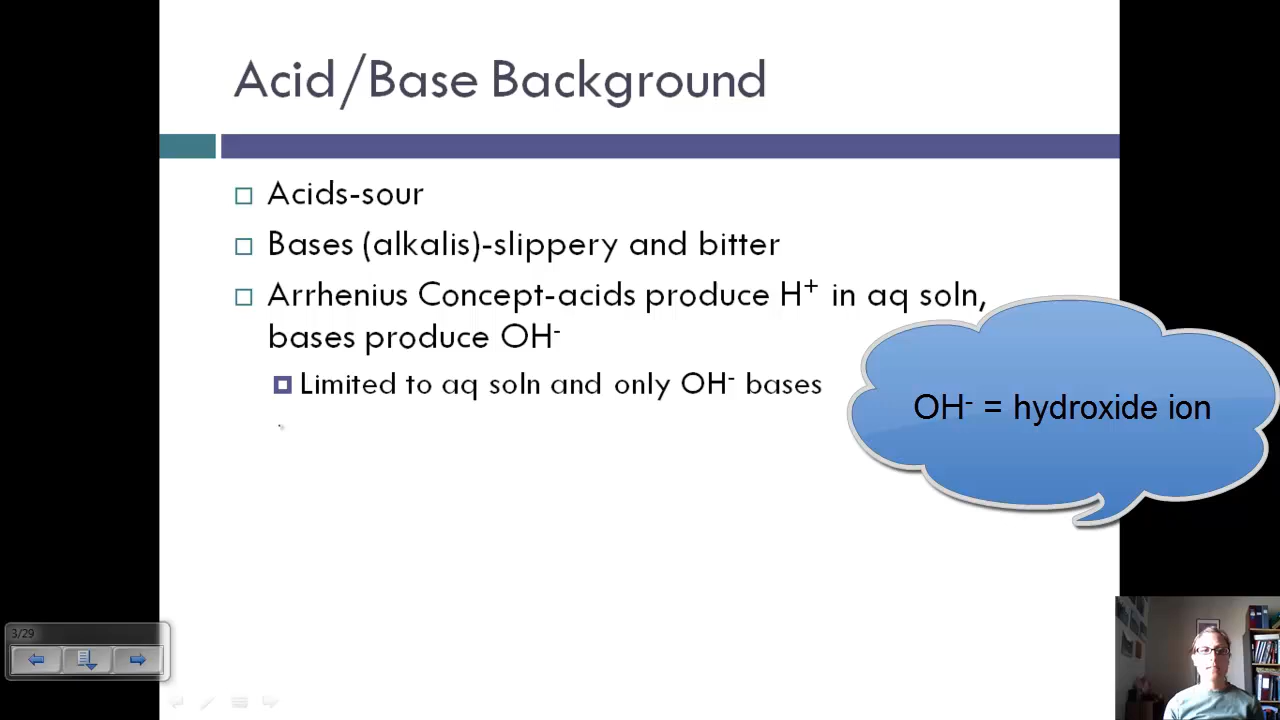 Acid/Base Background
Acids-sour
Bases (alkalis)-slippery and bitter
Arrhenius Concept-acids produce H⁺ in aq soln,
bases produce OH⁻
Limited to aq soln and only OH⁻ bases
OH⁻ = hydroxide ion
3/29